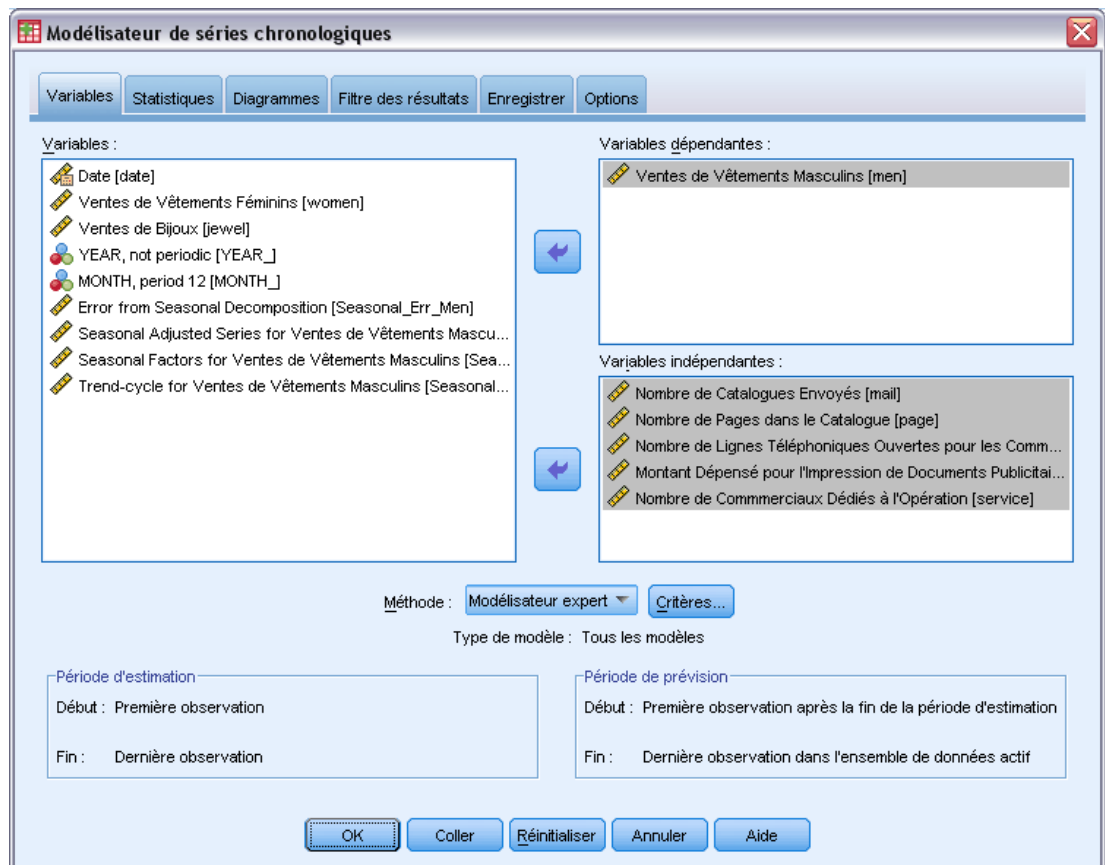 Modélisateur de séries chronologiques
Variables Statistiques Diagrammes Filtre des résultats Enregistrer Options
Variables :
Date [date]
Ventes de Vêtements Féminins [women]
Ventes de Bijoux [jewel]
YEAR, not periodic [YEAR_]
MONTH, period 12 [MONTH_]
Error from Seasonal Decomposition [Seasonal_Err_Men]
Seasonal Adjusted Series for Ventes de Vêtements Mascu...
Seasonal Factors for Ventes de Vêtements Masculins [Sea...
Trend-cycle for Ventes de Vêtements Masculins [Seasonal...
Variables dépendantes :
Ventes de Vêtements Masculins [men]
Variables indépendantes :
Nombre de Catalogues Envoyés [mail]
Nombre de Pages dans le Catalogue [page]
Nombre de Lignes Téléphoniques Ouvertes pour les Comm...
Montant Dépensé pour l'Impression de Documents Publicitai...
Nombre de Commmerciaux Dédiés à l'Opération [service]
Méthode : Modélisateur expert Critères...
Type de modèle : Tous les modèles
Période d'estimation
Début : Première observation
Fin : Dernière observation
Période de prévision
Début : Première observation après la fin de la période d'estimation
Fin : Dernière observation dans l'ensemble de données actif
OK Coller Réinitialiser Annuler Aide